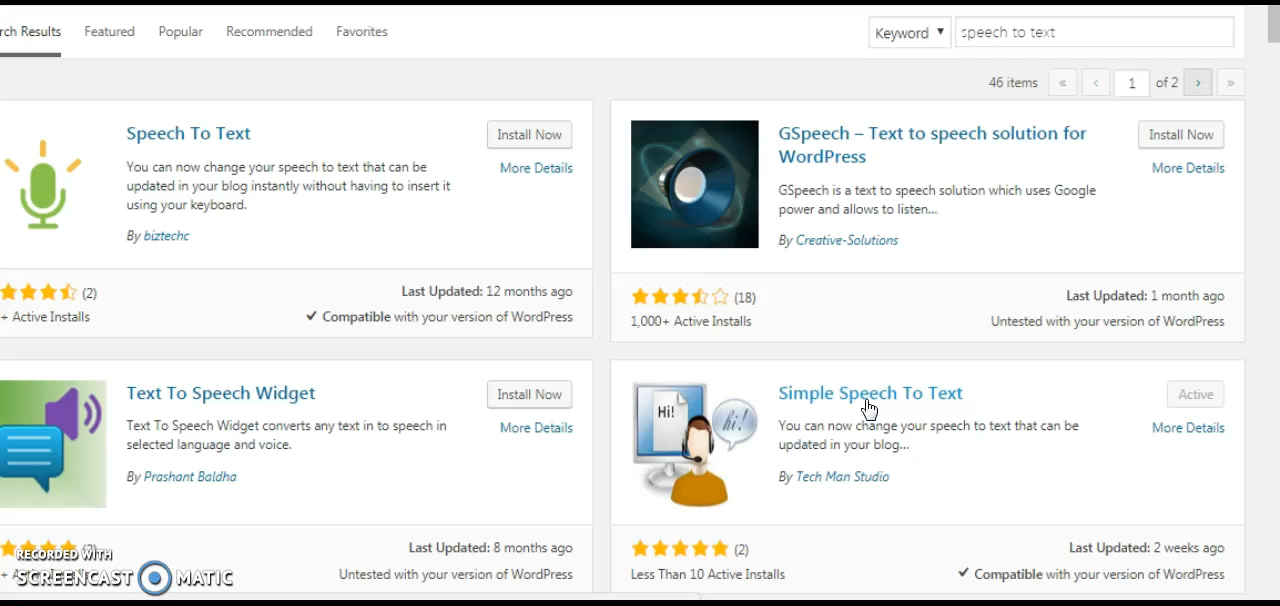 rch Results Featured Popular Recommended Favorites Keyword ▼ speech to text
46 items « ‹ 1 of 2 › »
Speech To Text
Install Now
You can now change your speech to text that can be
More Details
updated in your blog instantly without having to insert it
using your keyboard.
By biztechc
(2)
Last Updated: 12 months ago
+ Active Installs
✔ Compatible with your version of WordPress
GSpeech – Text to speech solution for
WordPress
Install Now
More Details
GSpeech is a text to speech solution which uses Google
power and allows to listen...
By Creative-Solutions
(18)
Last Updated: 1 month ago
1,000+ Active Installs
Untested with your version of WordPress
Text To Speech Widget
Install Now
Text To Speech Widget converts any text in to speech in
More Details
selected language and voice.
By Prashant Baldha
Last Updated: 8 months ago
Untested with your version of WordPress
Hi!
hi!
Simple Speech To Text
Active
You can now change your speech to text that can be
More Details
updated in your blog...
By Tech Man Studio
(2)
Last Updated: 2 weeks ago
Less Than 10 Active Installs
✔ Compatible with your version of WordPress
RECORDED WITH
SCREENCAST MATIC